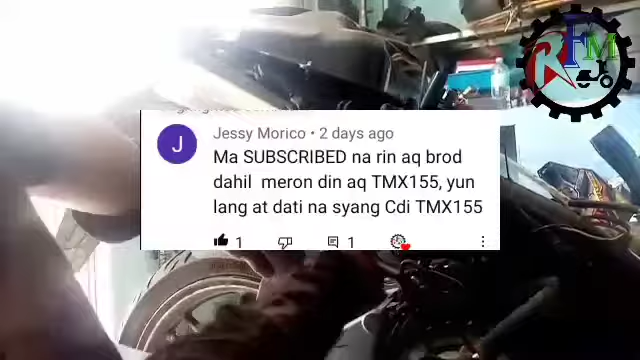 RFM
Jessy Morico • 2 days ago
Ma SUBSCRIBED na rin aq brod
dahil meron din aq TMX155, yun
lang at dati na syang Cdi TMX155
1
1